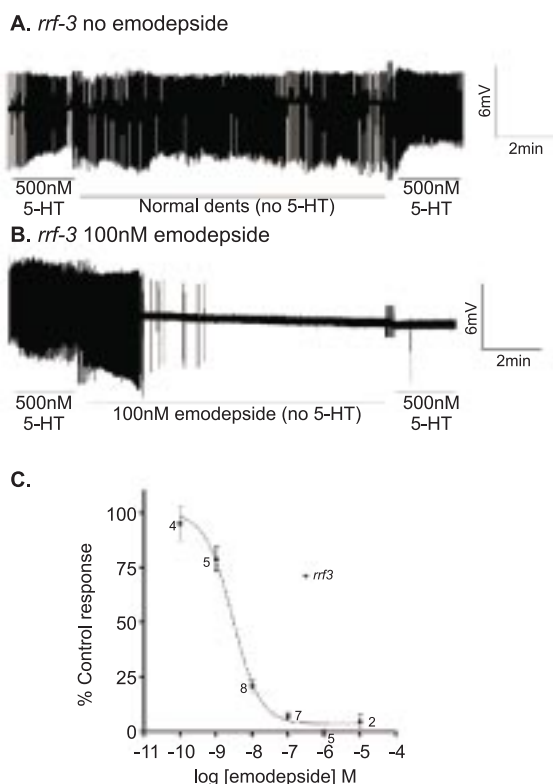 A. rrf-3 no emodepside
6mV
2min
500nM
5-HT
Normal dents (no 5-HT)
500nM
5-HT
B. rrf-3 100nM emodepside
6mV
2min
500nM
5-HT
100nM emodepside (no 5-HT)
500nM
5-HT
C.
% Control response
100
75
50
25
0
4
5
8
7
5
2
rrf3
-11 -10 -9 -8 -7 -6 -5 -4
log [emodepside] M